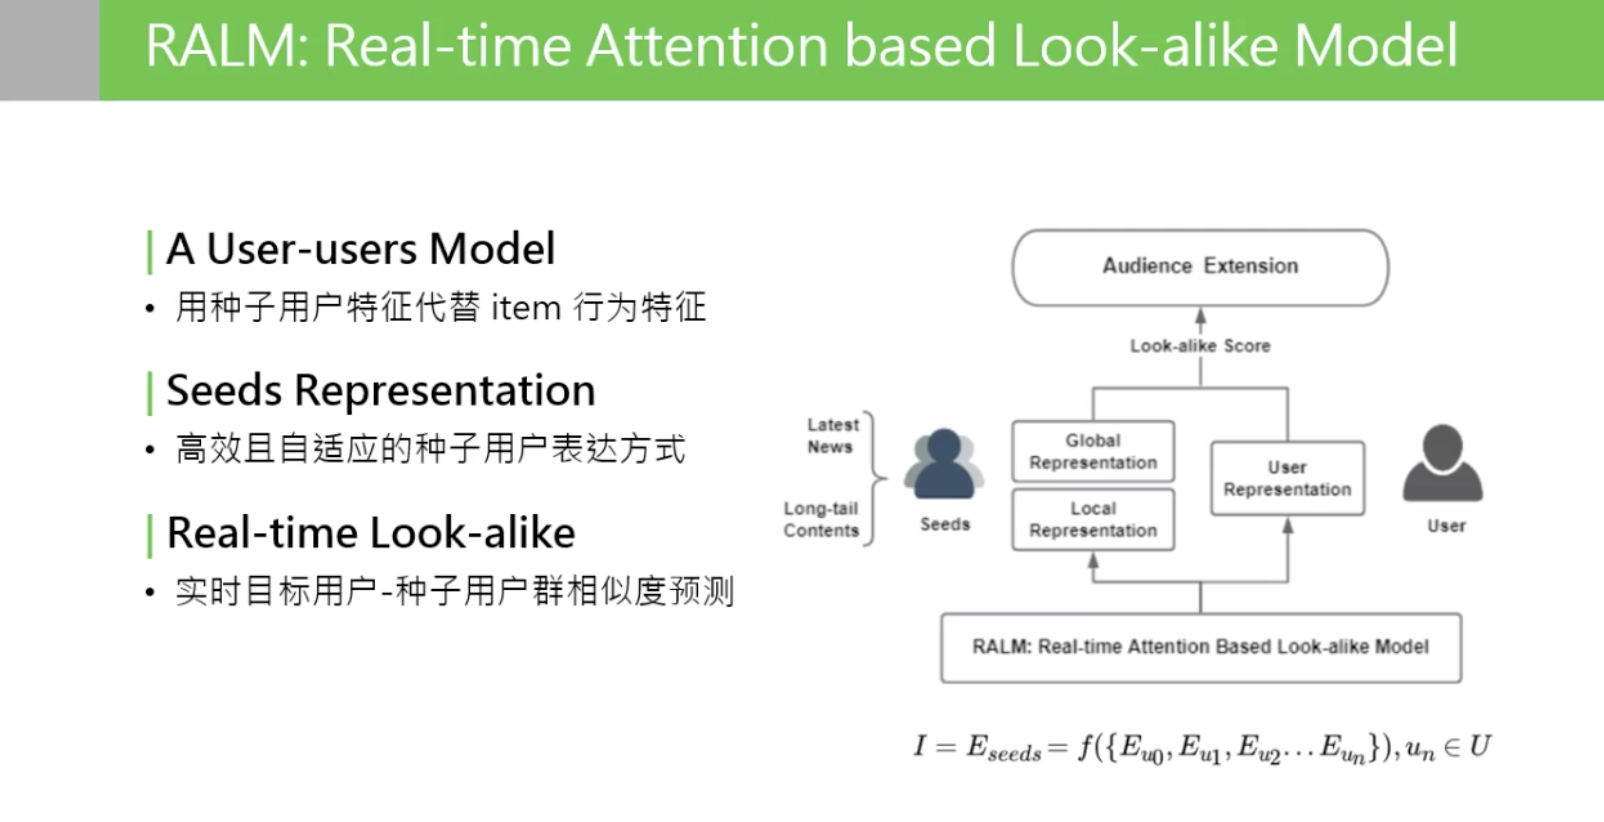 RALM: Real-time Attention based Look-alike Model
A User-users Model
• 用种子用户特征代替 item 行为特征
Seeds Representation
• 高效且自适应的种子用户表达方式
Real-time Look-alike
• 实时目标用户-种子用户群相似度预测
Audience Extension
Look-alike Score
Latest
News
Long-tail
Contents
Seeds
Global
Representation
Local
Representation
User
Representation
User
RALM: Real-time Attention Based Look-alike Model
I = E_{seeds} = f({E_{u0}, E_{u1}, E_{u2}...E_{un}}), u_n ∈ U